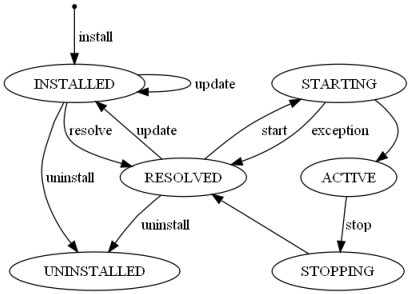 install
INSTALLED
update
STARTING
resolve
update
start
exception
uninstall
RESOLVED
ACTIVE
uninstall
stop
UNINSTALLED
STOPPING